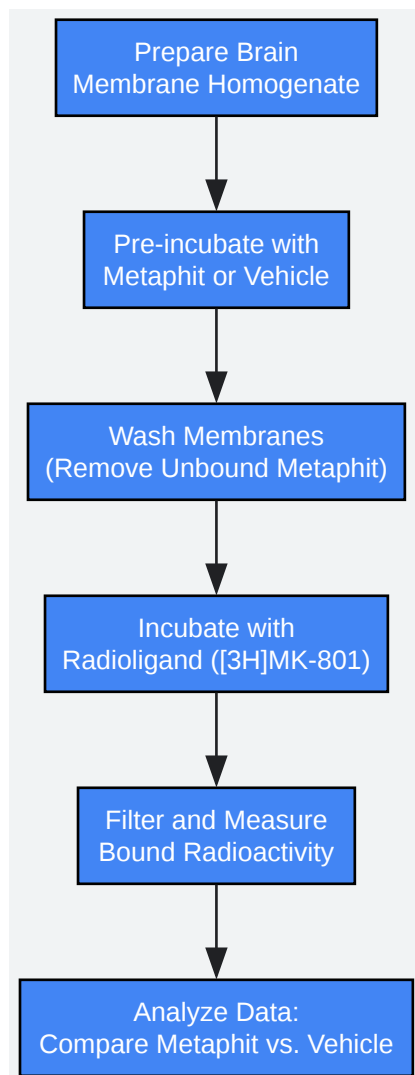 Prepare Brain
Membrane Homogenate
Pre-incubate with
Metaphit or Vehicle
Wash Membranes
(Remove Unbound Metaphit)
Incubate with
Radioligand ([3H]MK-801)
Filter and Measure
Bound Radioactivity
Analyze Data:
Compare Metaphit vs. Vehicle